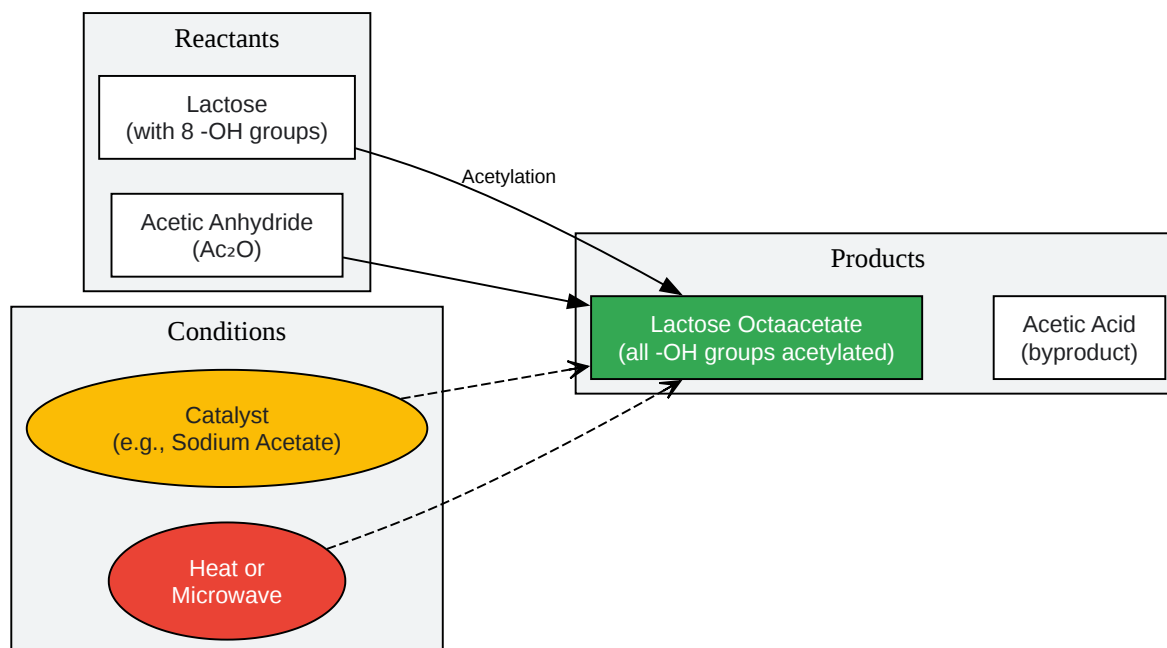 Reactants
Lactose
(with 8 -OH groups)
Acetylation
Acetic Anhydride
(Ac₂O)
Products
Lactose Octaacetate
(all -OH groups acetylated)
Acetic Acid
(byproduct)
Conditions
Catalyst
(e.g., Sodium Acetate)
Heat or
Microwave